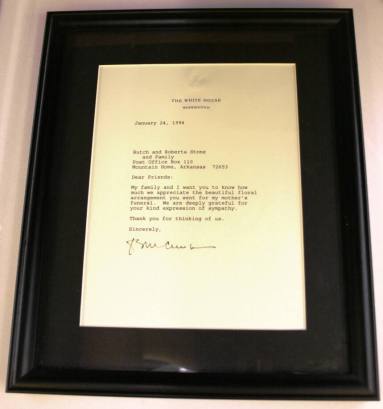 THE WHITE HOUSE
WASHINGTON
January 24, 1994
Butch and Roberta Stone
and Family
Post Office Box 110
Mountain Home, Arkansas 72653
Dear Friends:
My family and I want you to know how
much we appreciate the beautiful floral
arrangement you sent for my mother's
funeral. We are deeply grateful for
your kind expression of sympathy.
Thank you for thinking of us.
Sincerely,
Bill Clinton